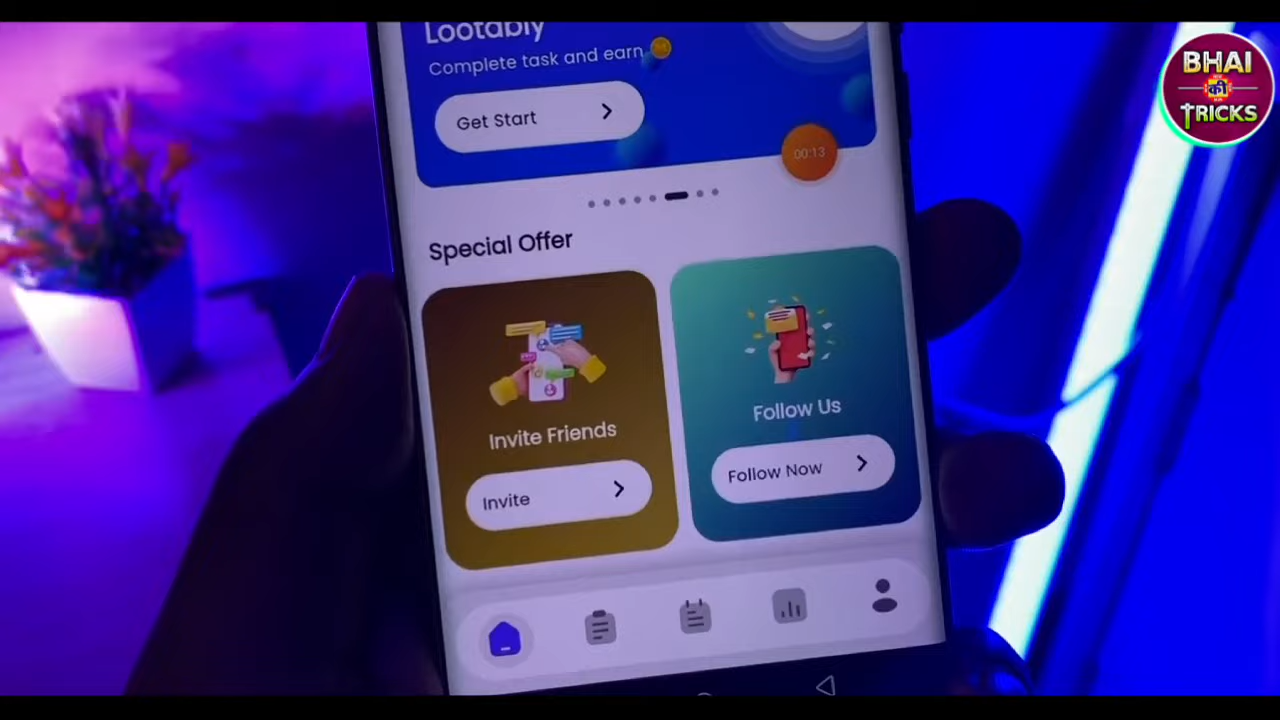 Lootably
Complete task and earn
Get Start
00:13
Special Offer
Invite Friends
Invite
Follow Us
Follow Now
BHAI
की
TRICKS